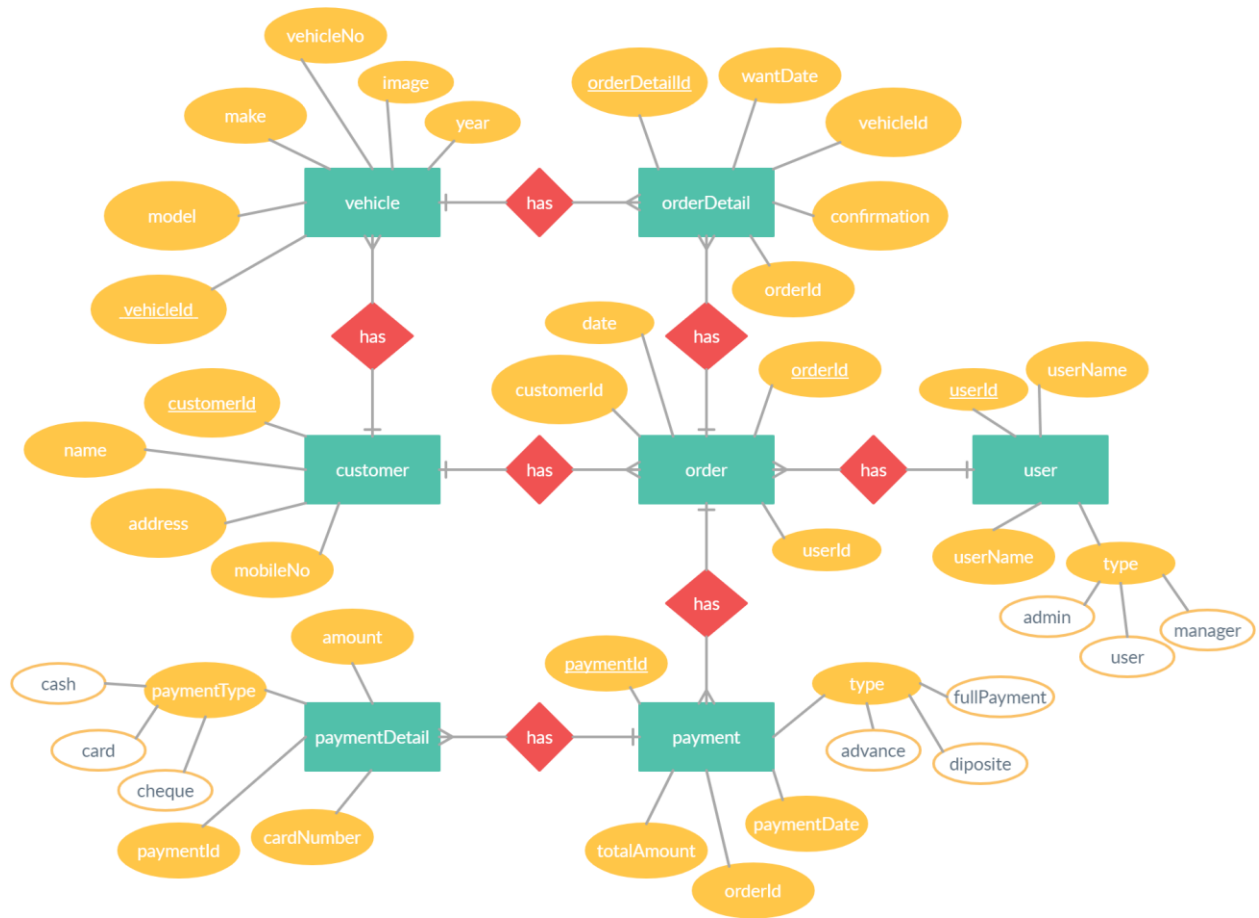 vehicleNo
image
year
make
model
vehicleId
vehicle
has
orderDetailId
wantDate
vehicleId
confirmation
orderId
orderDetail
has
has
date
customerId
orderId
userId
order
customerId
name
address
mobileNo
customer
has
has
userId
userName
user
userName
type
admin
user
manager
has
amount
paymentType
cash
card
cheque
paymentDetail
paymentId
cardNumber
has
paymentId
payment
type
fullPayment
advance
diposite
paymentDate
totalAmount
orderId